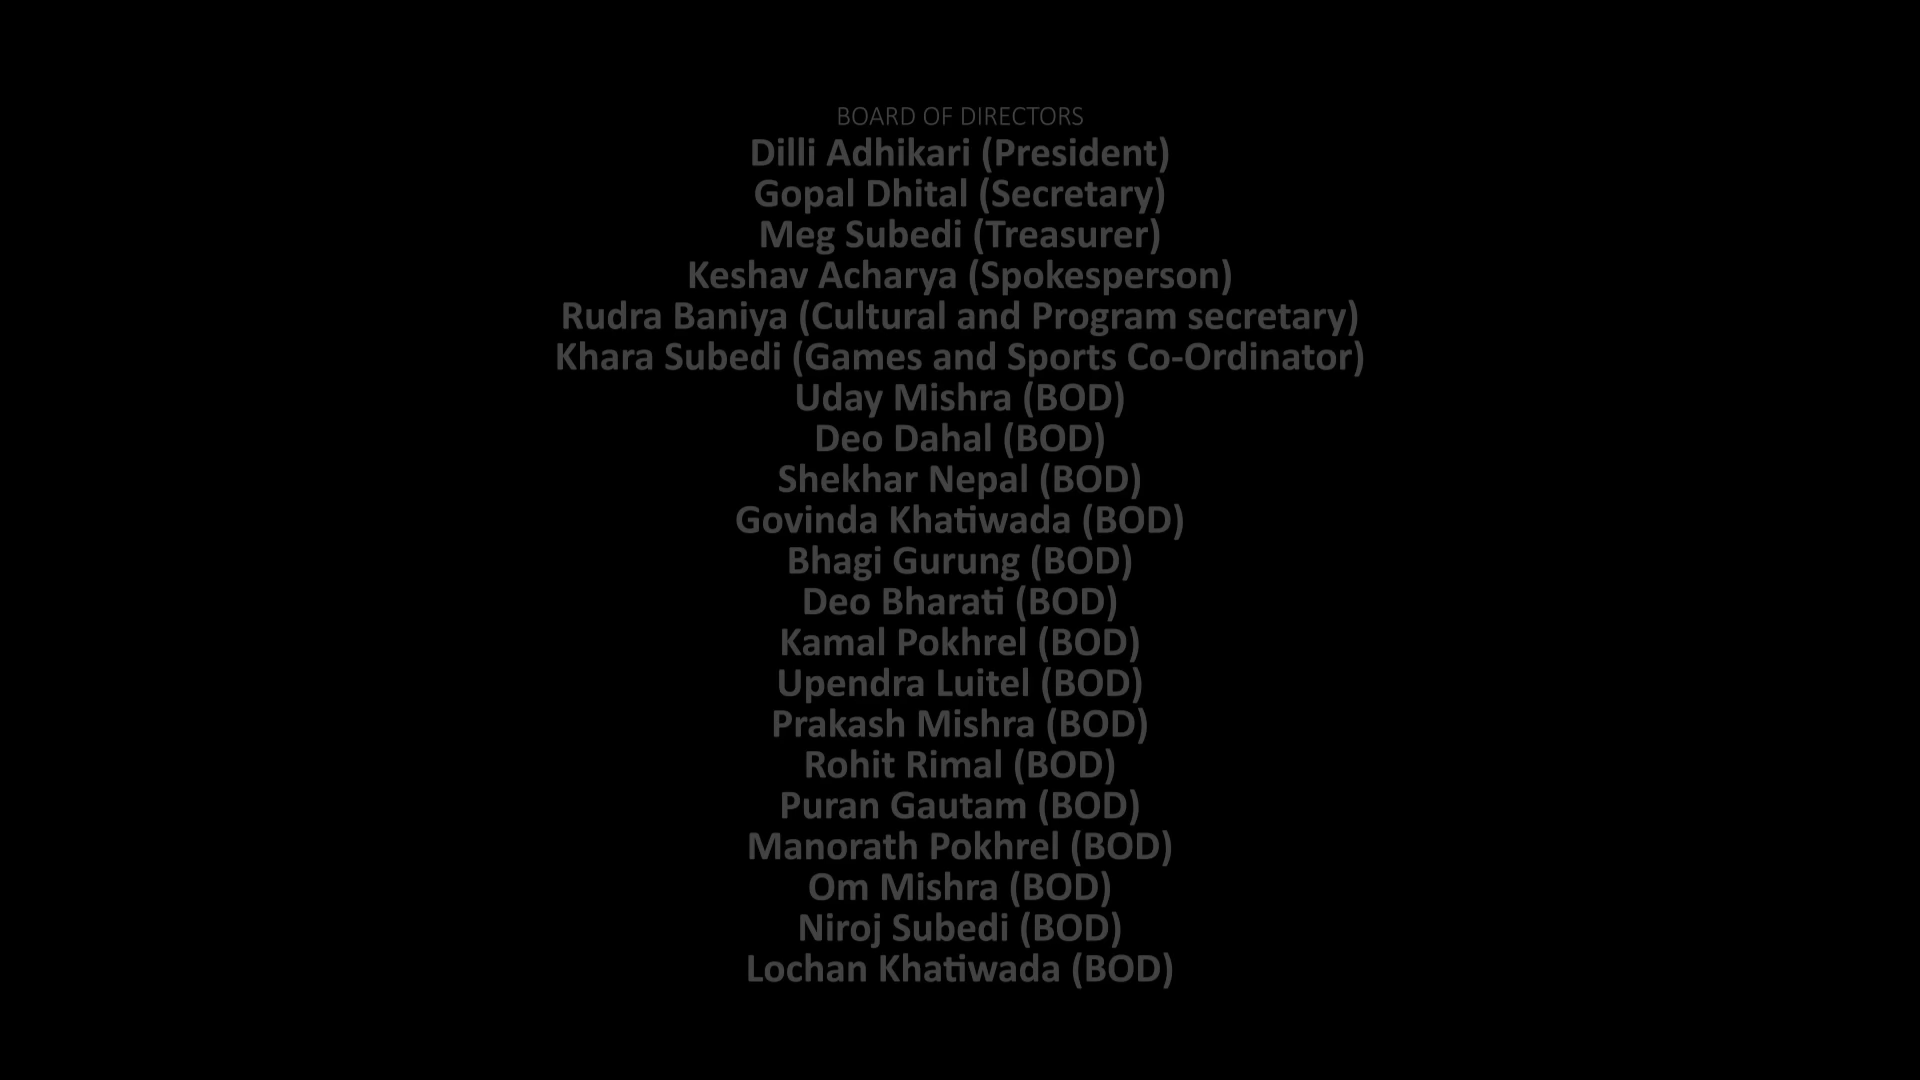 BOARD OF DIRECTORS
Dilli Adhikari (President)
Gopal Dhital (Secretary)
Meg Subedi (Treasurer)
Keshav Acharya (Spokesperson)
Rudra Baniya (Cultural and Program secretary)
Khara Subedi (Games and Sports Co-Ordinator)
Uday Mishra (BOD)
Deo Dahal (BOD)
Shekhar Nepal (BOD)
Govinda Khatiwada (BOD)
Bhagi Gurung (BOD)
Deo Bharati (BOD)
Kamal Pokhrel (BOD)
Upendra Luitel (BOD)
Prakash Mishra (BOD)
Rohit Rimal (BOD)
Puran Gautam (BOD)
Manorath Pokhrel (BOD)
Om Mishra (BOD)
Niroj Subedi (BOD)
Lochan Khatiwada (BOD)